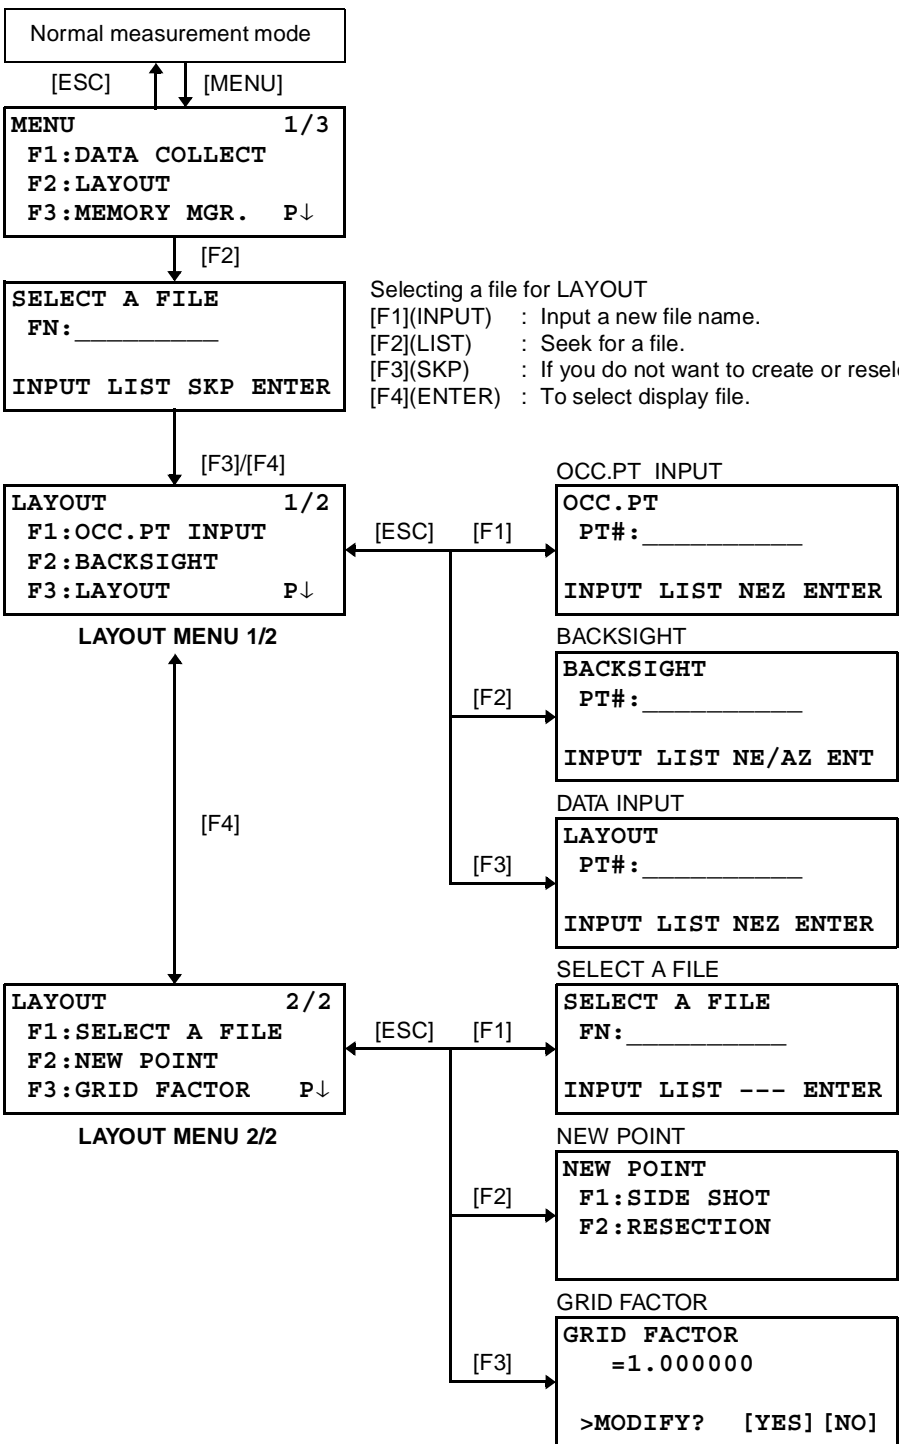 Normal measurement mode
[ESC] [MENU]
MENU 1/3
F1:DATA COLLECT
F2:LAYOUT
F3:MEMORY MGR. P↓
[F2]
SELECT A FILE
FN:_________
INPUT LIST SKP ENTER
Selecting a file for LAYOUT
[F1](INPUT) : Input a new file name.
[F2](LIST) : Seek for a file.
[F3](SKP) : If you do not want to create or
[F4](ENTER) : To select display file.
[F3]/[F4]
LAYOUT 1/2
F1:OCC.PT INPUT
F2:BACKSIGHT
F3:LAYOUT P↓
LAYOUT MENU 1/2
[ESC] [F1]
OCC.PT INPUT
OCC.PT
PT#:__________
INPUT LIST NEZ ENTER
[F2]
BACKSIGHT
BACKSIGHT
PT#:__________
INPUT LIST NE/AZ ENT
[F3]
DATA INPUT
LAYOUT
PT#:__________
INPUT LIST NEZ ENTER
[F4]
LAYOUT 2/2
F1:SELECT A FILE
F2:NEW POINT
F3:GRID FACTOR P↓
LAYOUT MENU 2/2
[ESC] [F1]
SELECT A FILE
SELECT A FILE
FN:__________
INPUT LIST --- ENTER
[F2]
NEW POINT
NEW POINT
F1:SIDE SHOT
F2:RESECTION
[F3]
GRID FACTOR
GRID FACTOR
=1.000000
>MODIFY? [YES][NO]